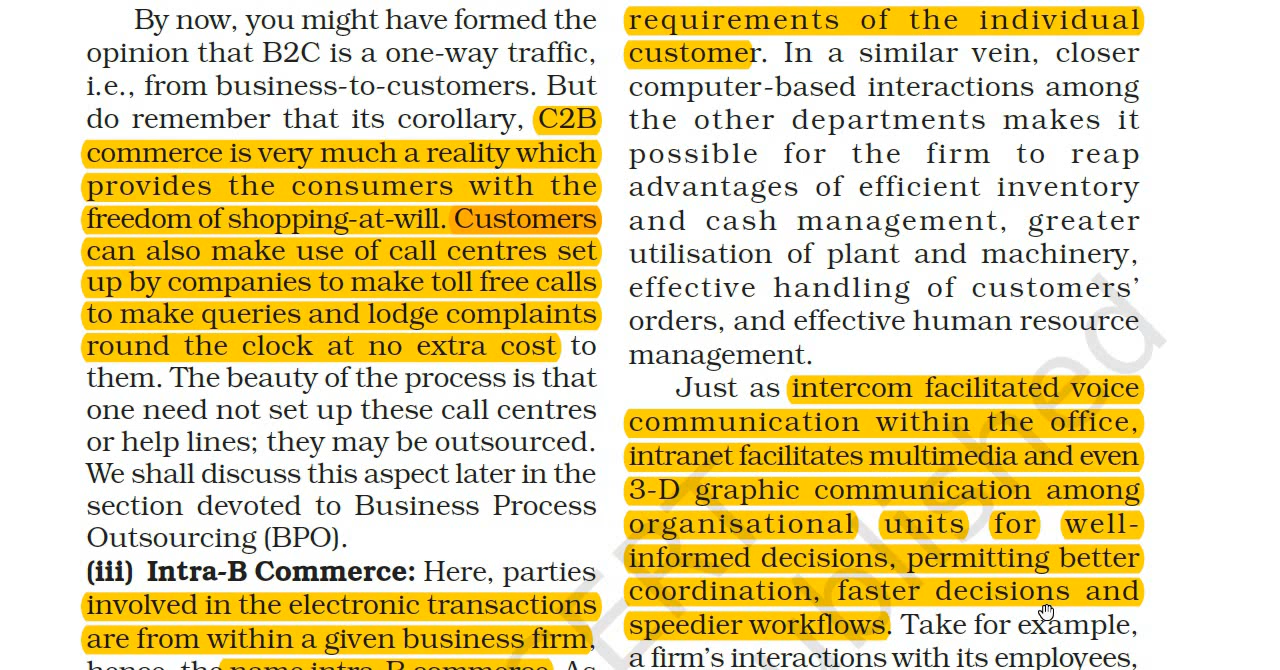 By now, you might have formed the
opinion that B2C is a one-way traffic,
i.e., from business-to-customers. But
do remember that its corollary, C2B
commerce is very much a reality which
provides the consumers with the
freedom of shopping-at-will. Customers
can also make use of call centres set
up by companies to make toll free calls
to make queries and lodge complaints
round the clock at no extra cost to
them. The beauty of the process is that
one need not set up these call centres
or help lines; they may be outsourced.
We shall discuss this aspect later in the
section devoted to Business Process
Outsourcing (BPO).
(iii) Intra-B Commerce: Here, parties
involved in the electronic transactions
are from within a given business firm,
hence, the name intra-B commerce. As
requirements of the individual
customer. In a similar vein, closer
computer-based interactions among
the other departments makes it
possible for the firm to reap
advantages of efficient inventory
and cash management, greater
utilisation of plant and machinery,
effective handling of customers’
orders, and effective human resource
management.
Just as intercom facilitated voice
communication within the office,
intranet facilitates multimedia and even
3-D graphic communication among
organisational units for well-
informed decisions, permitting better
coordination, faster decisions and
speedier workflows. Take for example,
a firm’s interactions with its employees,